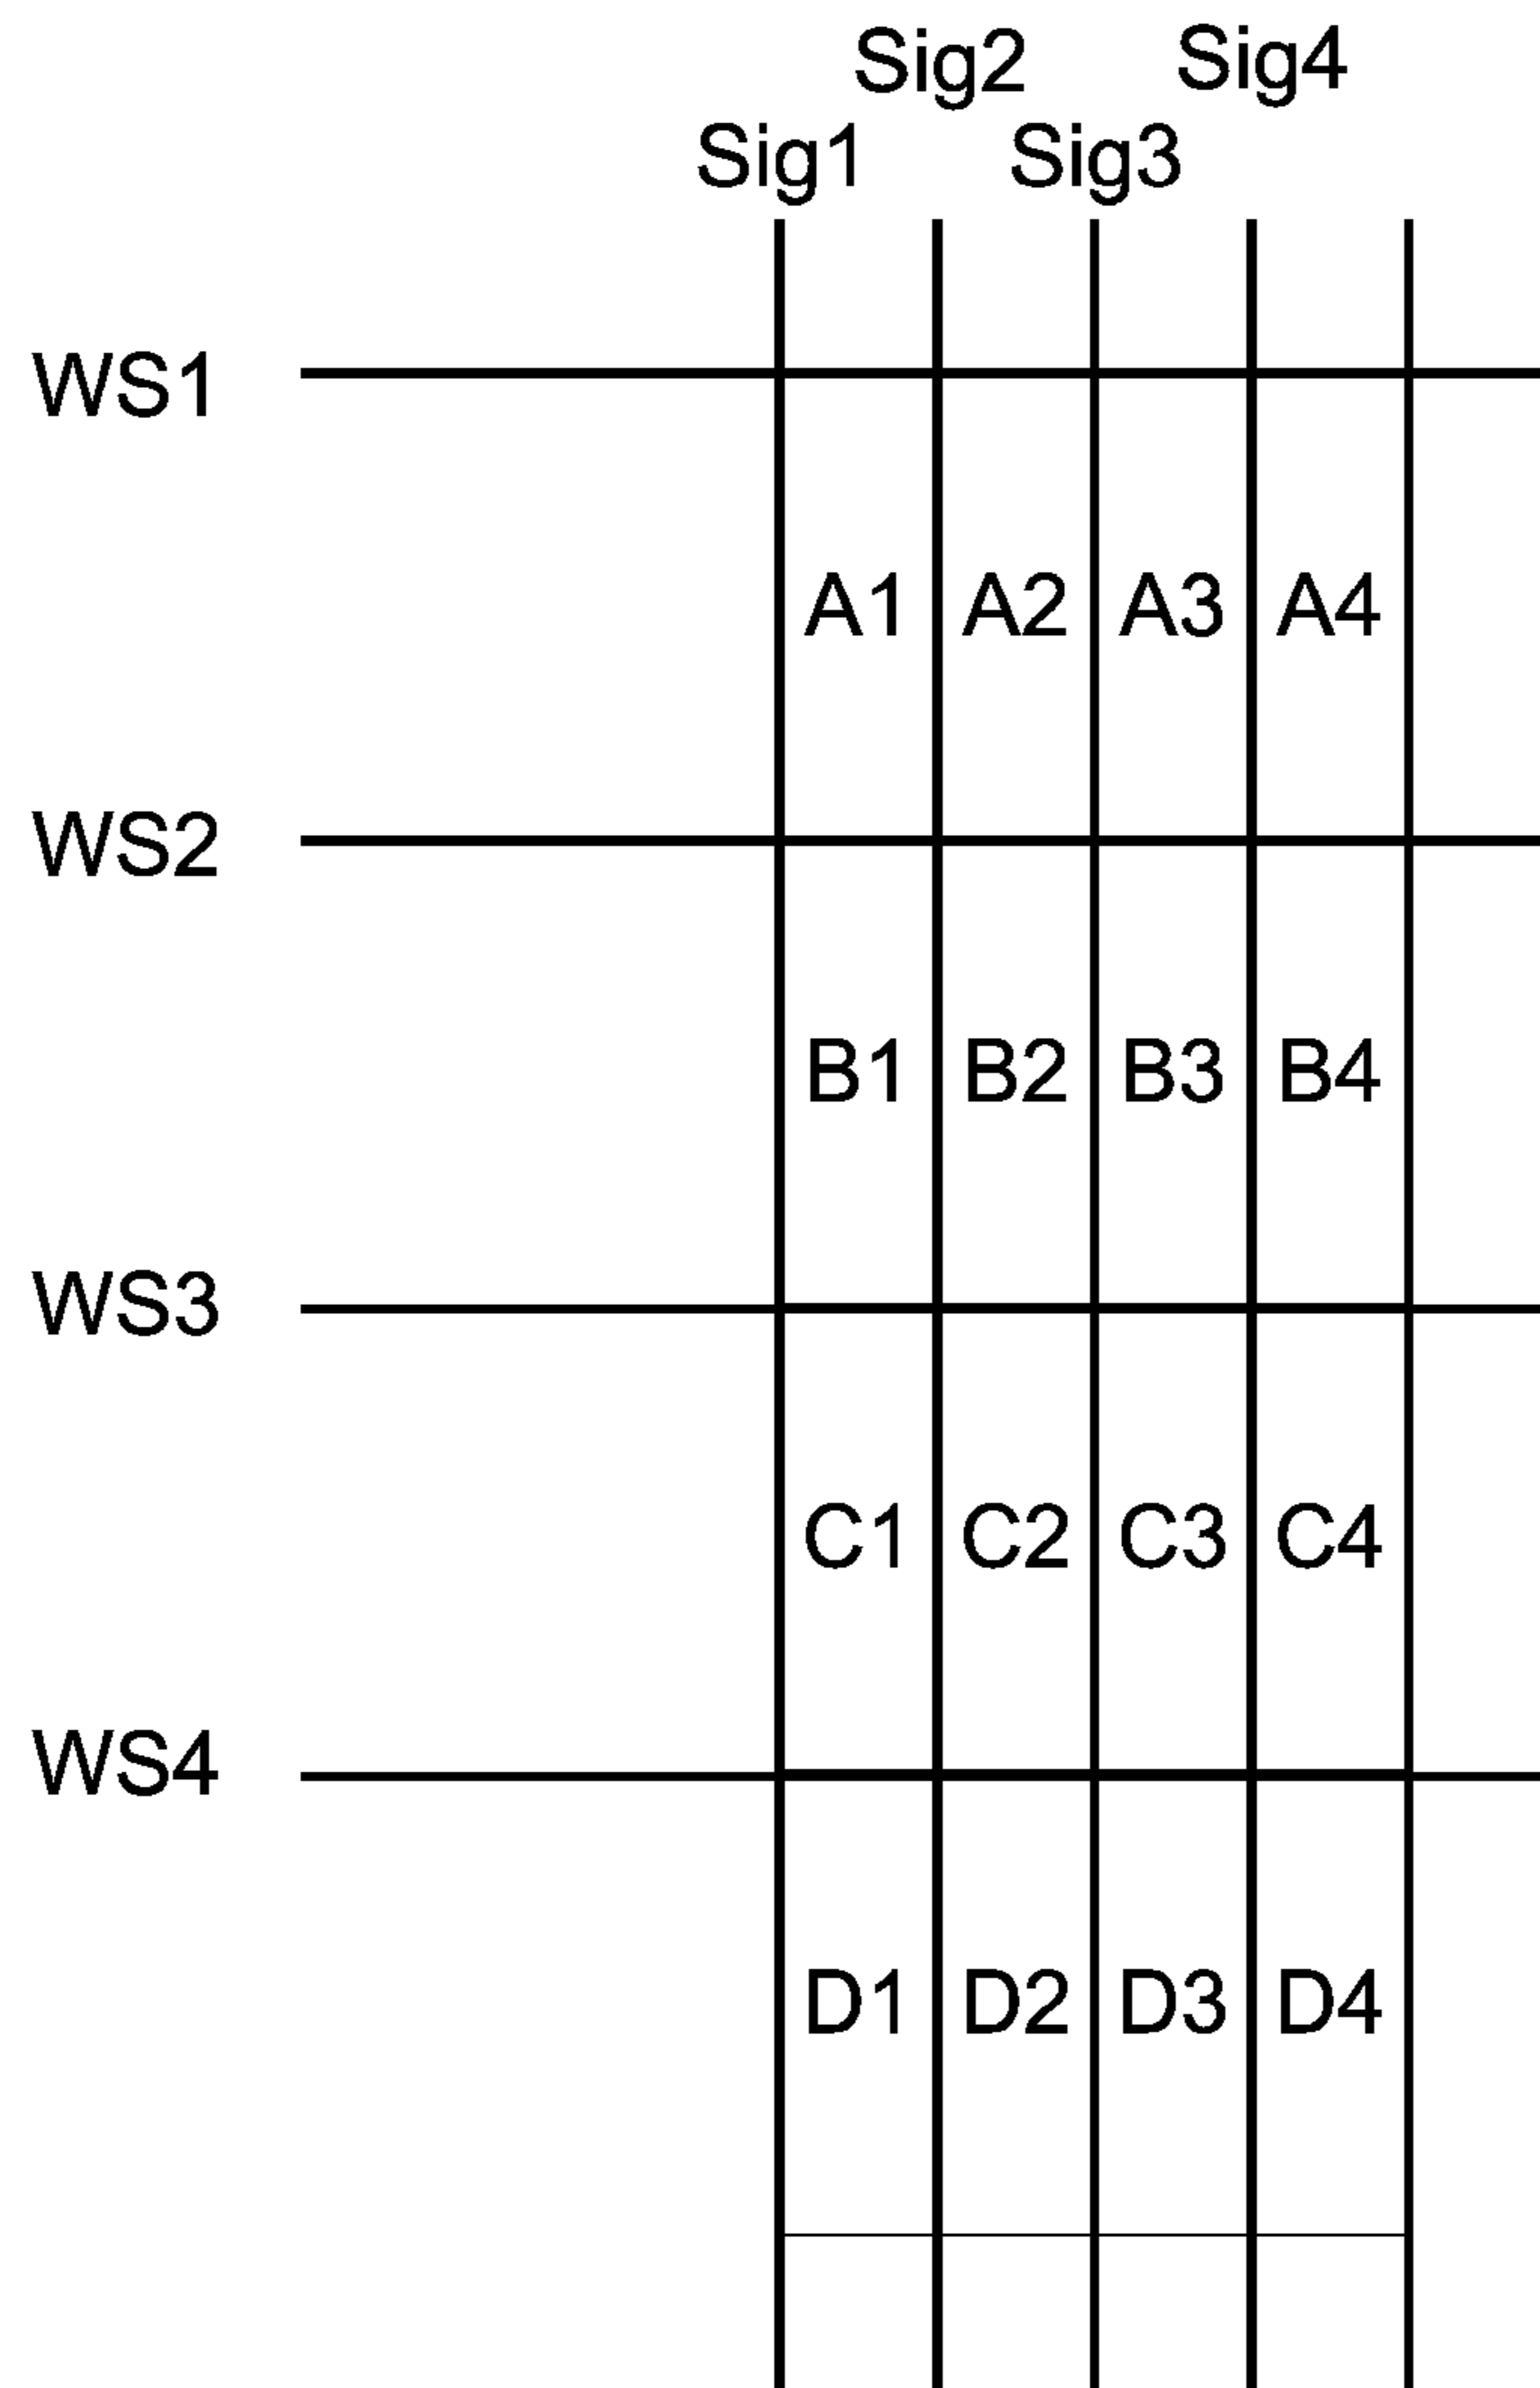 Sig2 Sig4
Sig1 Sig3
WS1
A1 A2 A3 A4
WS2
B1 B2 B3 B4
WS3
C1 C2 C3 C4
WS4
D1 D2 D3 D4